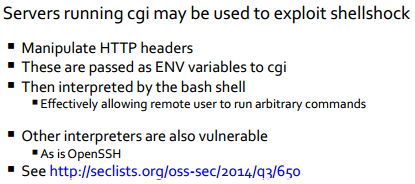 Servers running cgi may be used to exploit shellshock
▪ Manipulate HTTP headers
▪ These are passed as ENV variables to cgi
▪ Then interpreted by the bash shell
▪ Effectively allowing remote user to run arbitrary commands
▪ Other interpreters are also vulnerable
▪ As is OpenSSH
▪ See http://seclists.org/oss-sec/2014/q3/650